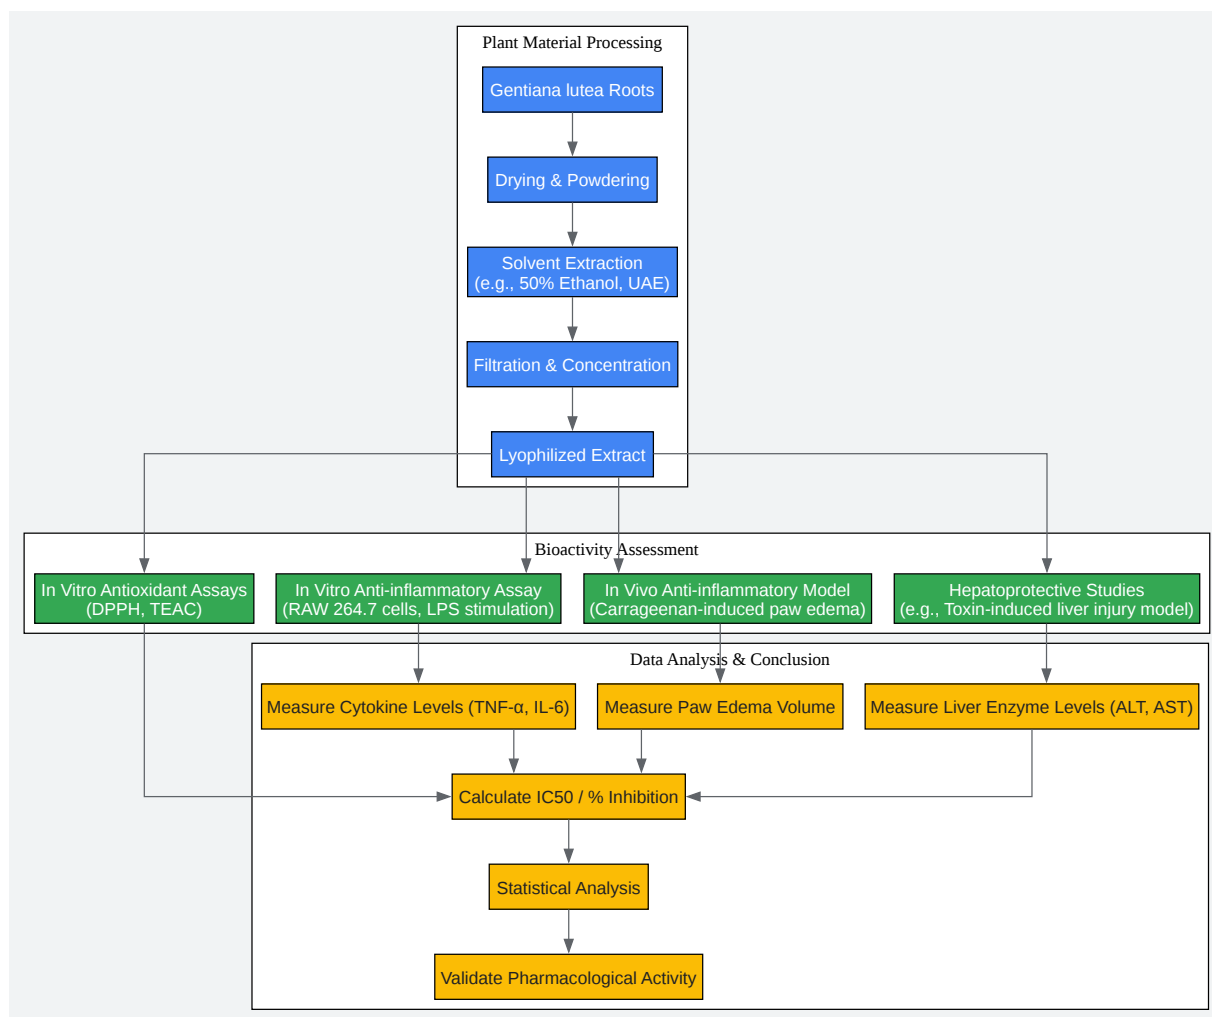 Plant Material Processing
Gentiana lutea Roots
Drying & Powdering
Solvent Extraction
(e.g., 50% Ethanol, UAE)
Filtration & Concentration
Lyophilized Extract
Bioactivity Assessment
In Vitro Antioxidant Assays
(DPPH, TEAC)
In Vitro Anti-inflammatory Assay
(RAW 264.7 cells, LPS stimulation)
In Vivo Anti-inflammatory Model
(Carrageenan-induced paw edema)
Hepatoprotective Studies
(e.g., Toxin-induced liver injury model)
Data Analysis & Conclusion
Measure Cytokine Levels (TNF-α, IL-6)
Measure Paw Edema Volume
Measure Liver Enzyme Levels (ALT, AST)
Calculate IC50 / % Inhibition
Statistical Analysis
Validate Pharmacological Activity